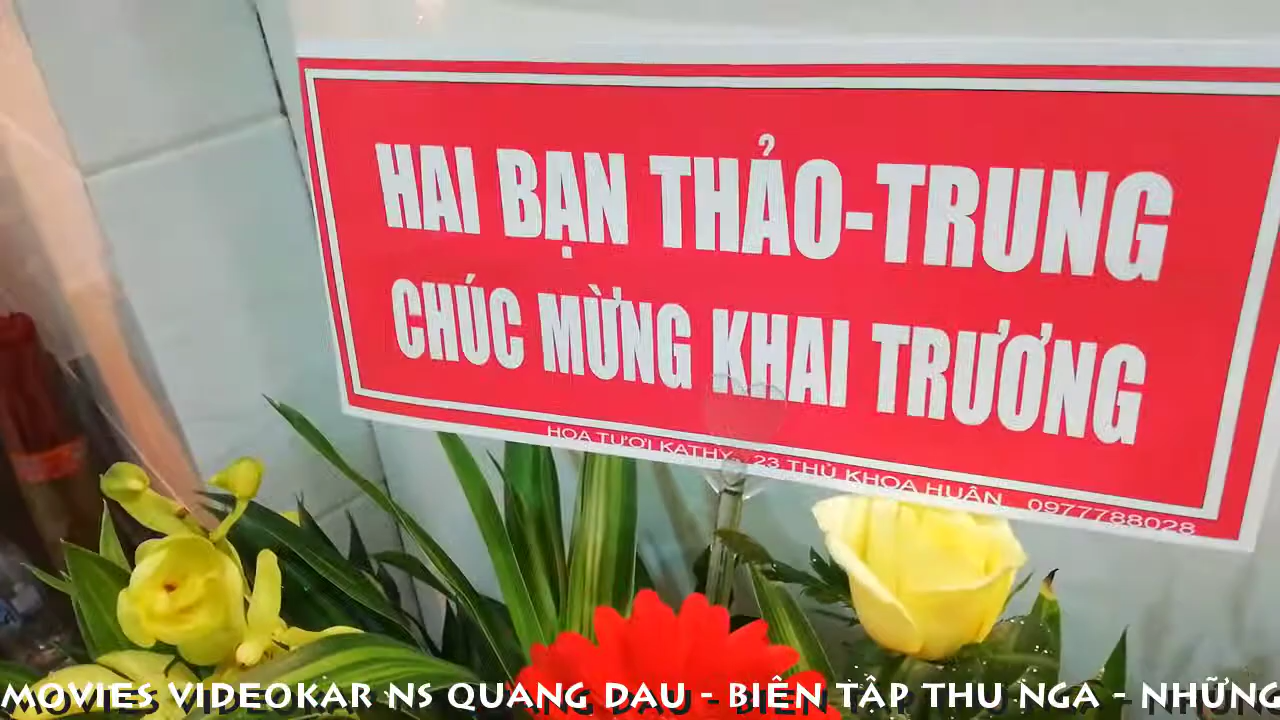 HAI BẠN THẢO-TRUNG
CHÚC MỪNG KHAI TRƯƠNG
HOA TƯƠI KATHY 23 THỦ KHOA HUÂN 0977788028
MOVIES VIDEOKAR NS QUANG DAU - BIÊN TẬP THU NGA - NHỮNG